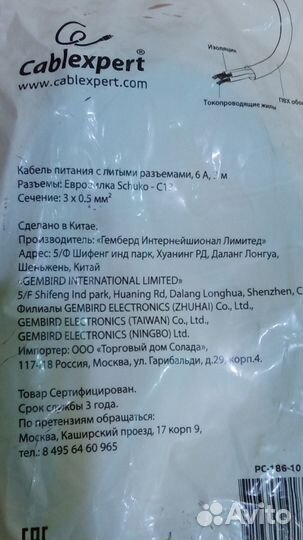 Cablexpert®
www.cablexpert.com
Изоляция
Токопроводящие жилы
ПВХ
Кабель питания с литыми разъемами, 6 А, м
Разъемы: Евровилка Schuko - C13
Сечение: 3 x 0.5 мм²
Сделано в Китае.
Производитель: «Гемберд Интернейшионал Лимитед»
Адрес: 5/Ф Шифенг инд парк, Хуанинг РД, Даланг Лонгуа,
Шеньжень, Китай
«GEMBIRD INTERNATIONAL LIMITED»
5/F Shifeng Ind park, Huaning Rd, Dalang Longhua, Shenzhen, C
Филиалы GEMBIRD ELECTRONICS (ZHUHAI) Co., Ltd.,
GEMBIRD ELECTRONICS (TAIWAN) Co., Ltd.,
GEMBIRD ELECTRONICS (NINGBO) Ltd.
Импортер: ООО «Торговый дом Солада»,
117418 Россия, Москва, ул. Гарибальди, д.29, корп.4.
Товар Сертифицирован.
Срок службы 3 года.
По претензиям обращаться:
Москва, Каширский проезд, 17 корп 9,
тел.: 8 495 64 60 965
PC-186-10
EAC
Avito